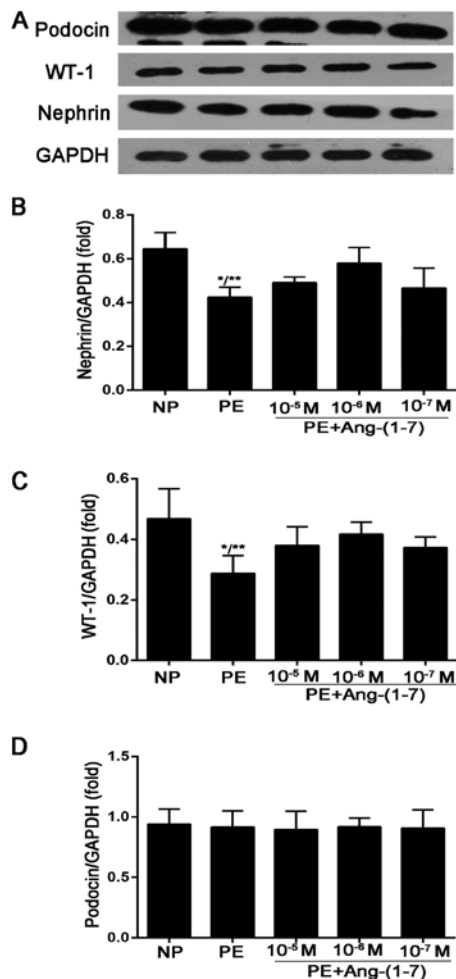 A
Podocin
WT-1
Nephrin
GAPDH
B
Nephrin/GAPDH (fold)
0.8
0.6
0.4
0.2
0.0
*/**
NP PE 10⁻⁵ M 10⁻⁶ M 10⁻⁷ M
PE+Ang-(1-7)
C
WT-1/GAPDH (fold)
0.6
0.4
0.2
0.0
*/**
NP PE 10⁻⁵ M 10⁻⁶ M 10⁻⁷ M
PE+Ang-(1-7)
D
Podocin/GAPDH (fold)
1.5
1.0
0.5
0.0
NP PE 10⁻⁵ M 10⁻⁶ M 10⁻⁷ M
PE+Ang-(1-7)